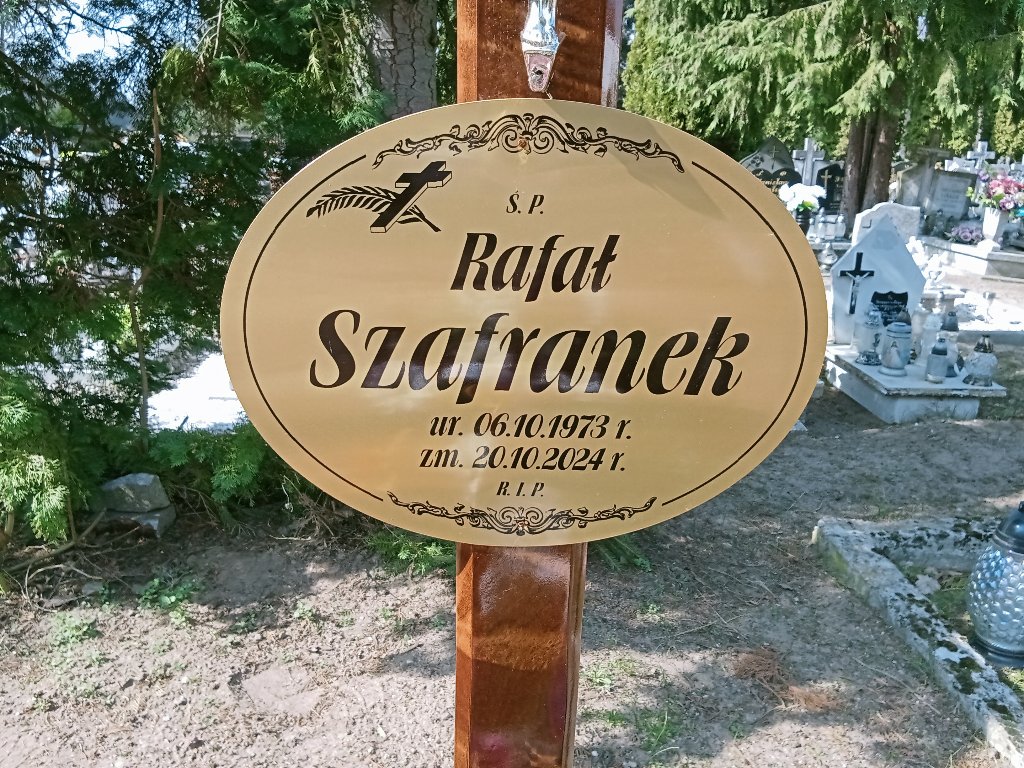 Ś. P.
Rafał
Szafranek
ur. 06.10.1973 r.
zm. 20.10.2024 r.
R. I. P.